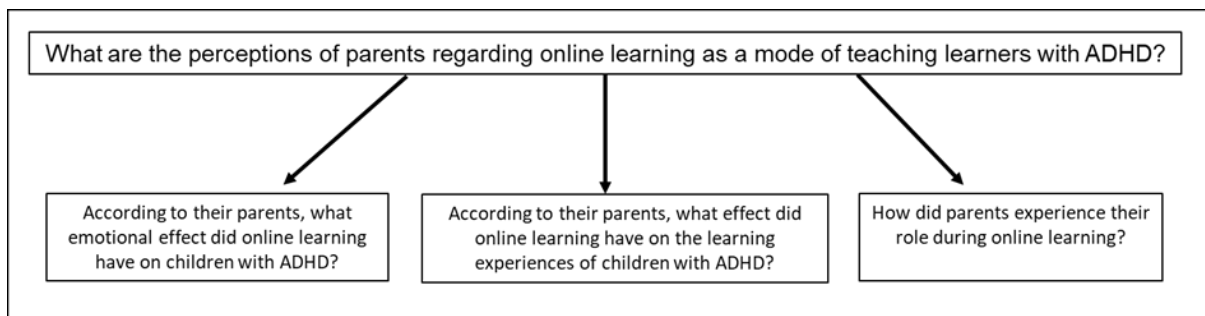 What are the perceptions of parents regarding online learning as a mode of teaching learners with ADHD?
According to their parents, what
emotional effect did online learning
have on children with ADHD?
According to their parents, what effect did
online learning have on the learning
experiences of children with ADHD?
How did parents experience their
role during online learning?